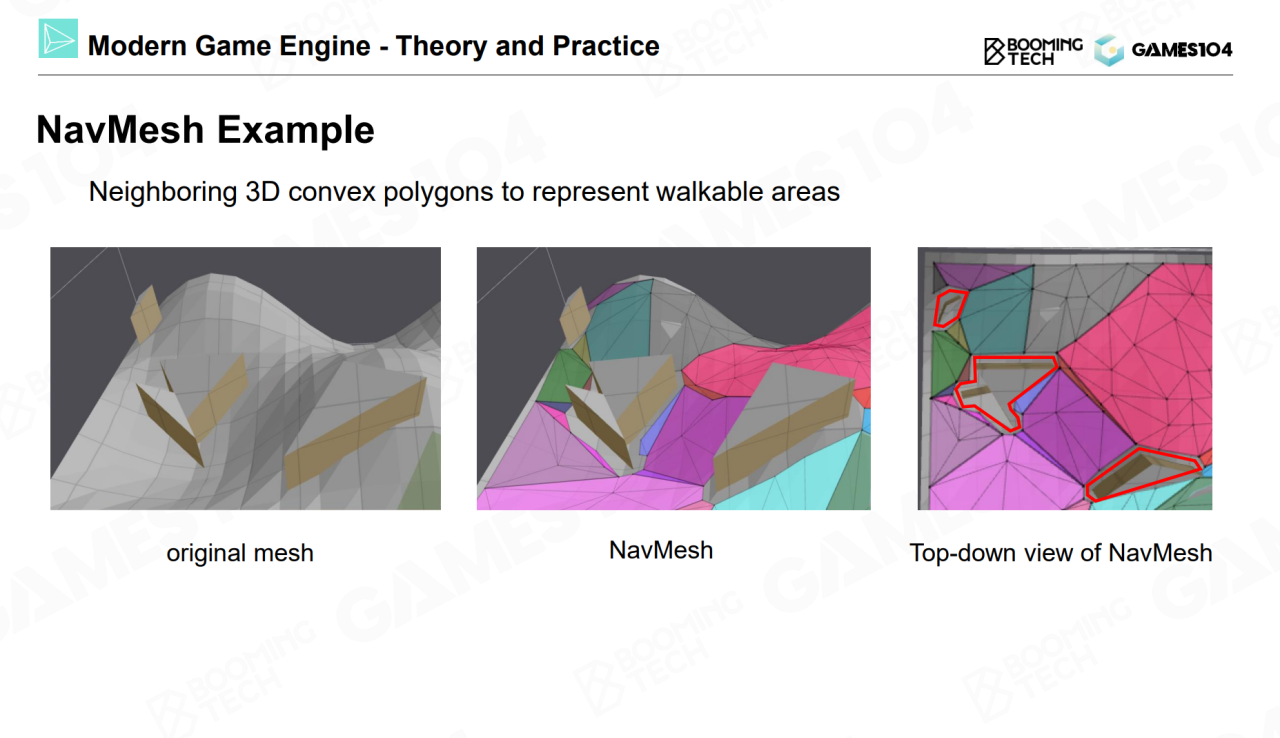 Modern Game Engine - Theory and Practice
BOOMING
TECH
GAMES104
NavMesh Example
Neighboring 3D convex polygons to represent walkable areas
original mesh
NavMesh
Top-down view of NavMesh